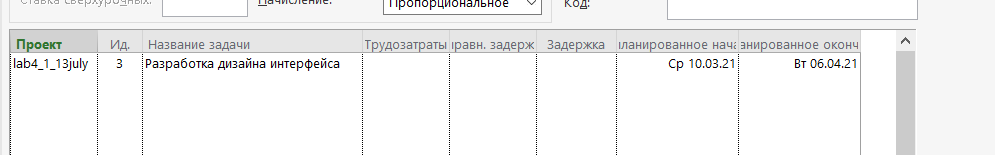 Ставка сверхурочных: Начисление: Пропорциональное Код:
Проект Ид. Название задачи Трудозатраты равн. задерж Задержка ланированное нача анированное оконч
lab4_1_13july 3 Разработка дизайна интерфейса Ср 10.03.21 Вт 06.04.21